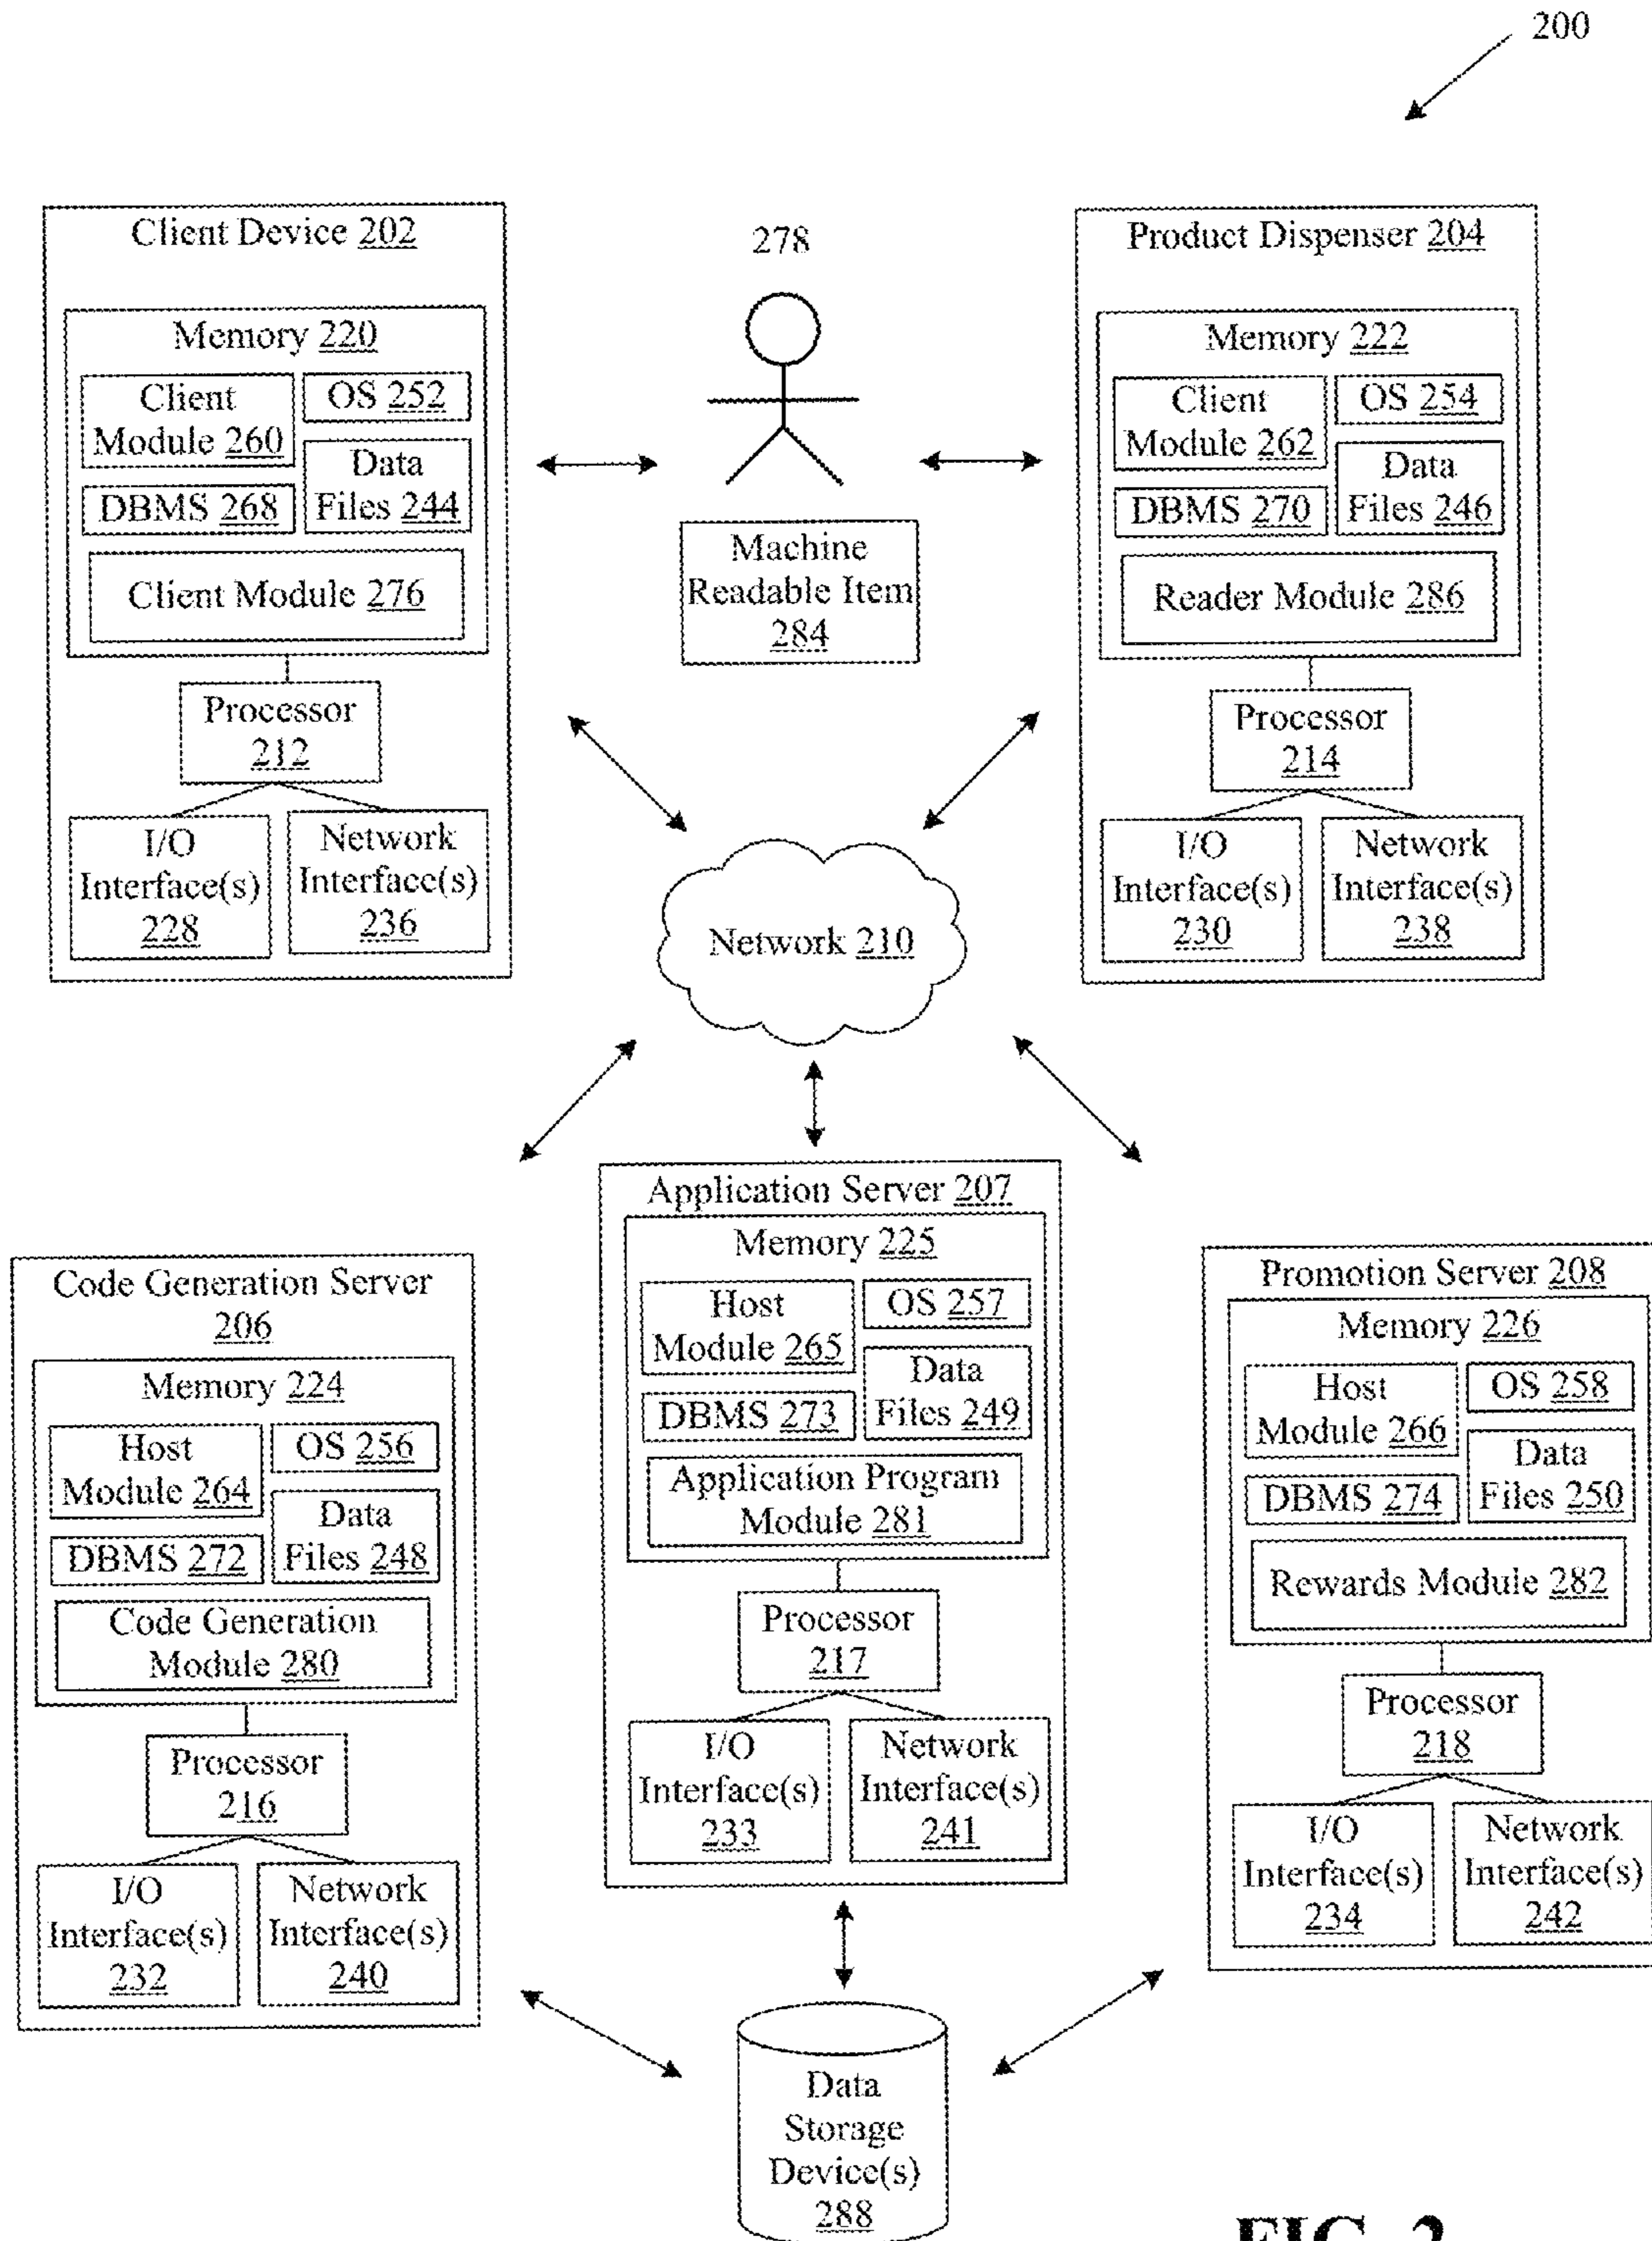 200
Client Device 202
Memory 220
Client
Module 260
OS 252
Data
Files 244
DBMS 268
Client Module 276
Processor
212
I/O
Interface(s)
228
Network
Interface(s)
236
278
Machine
Readable Item
284
Product Dispenser 204
Memory 222
Client
Module 262
OS 254
Data
Files 246
DBMS 270
Reader Module 286
Processor
214
I/O
Interface(s)
230
Network
Interface(s)
238
Network 210
Code Generation Server
206
Memory 224
Host
Module 264
OS 256
Data
Files 248
DBMS 272
Code Generation
Module 280
Processor
216
I/O
Interface(s)
232
Network
Interface(s)
240
Application Server 207
Memory 225
Host
Module 265
OS 257
Data
Files 249
DBMS 273
Application Program
Module 281
Processor
217
I/O
Interface(s)
233
Network
Interface(s)
241
Promotion Server 208
Memory 226
Host
Module 266
OS 258
Data
Files 250
DBMS 274
Rewards Module 282
Processor
218
I/O
Interface(s)
234
Network
Interface(s)
242
Data
Storage
Device(s)
288
FIG. 2